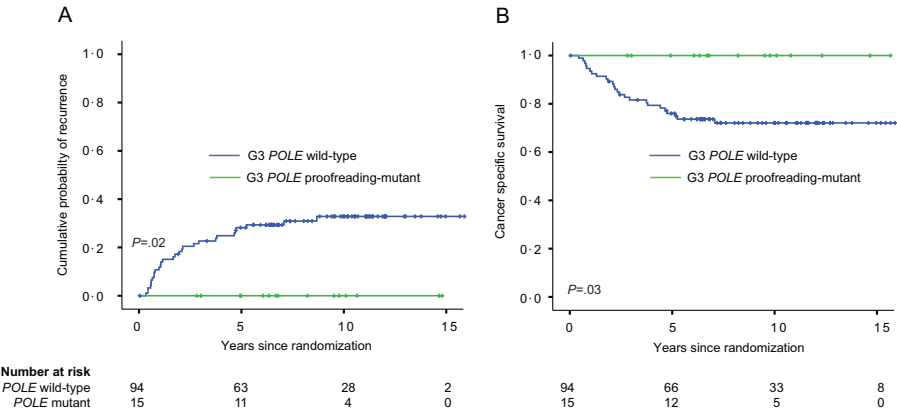 A
Cumulative probabilty of recurrence
1·0
0·8
0·6
0·4
0·2
0·0
G3 POLE wild-type
G3 POLE proofreading-mutant
P=.02
0 5 10 15
Years since randomization
B
Cancer specific survival
1·0
0·8
0·6
0·4
0·2
0·0
G3 POLE wild-type
G3 POLE proofreading-mutant
P=.03
0 5 10 15
Years since randomization
Number at risk
POLE wild-type 94 63 28 2 94 66 33 8
POLE mutant 15 11 4 0 15 12 5 0